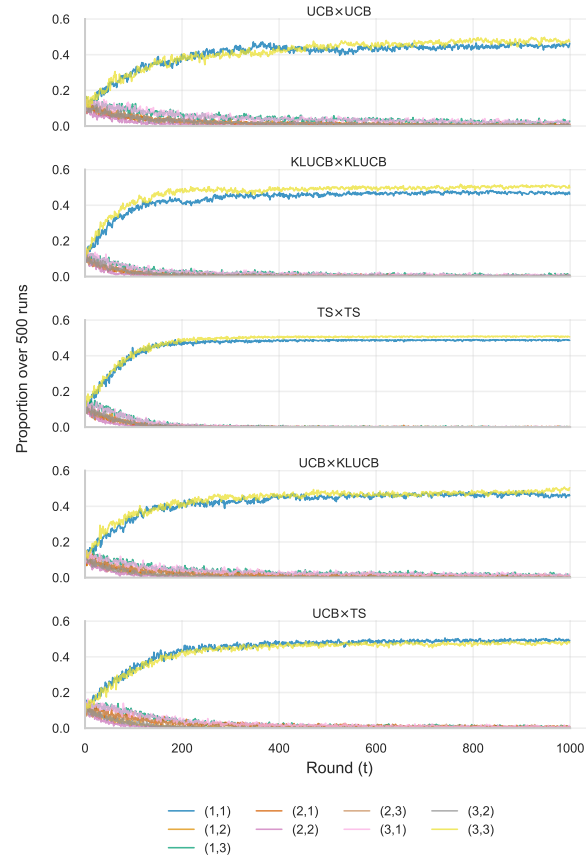 UCB×UCB
0.6
0.4
0.2
0.0
KLUCB×KLUCB
0.6
0.4
0.2
0.0
TS×TS
0.6
0.4
0.2
0.0
UCB×KLUCB
0.6
0.4
0.2
0.0
UCB×TS
0.6
0.4
0.2
0.0
0 200 400 600 800 1000
Round (t)
Proportion over 500 runs
(1,1) (2,1) (2,3) (3,2)
(1,2) (2,2) (3,1) (3,3)
(1,3)